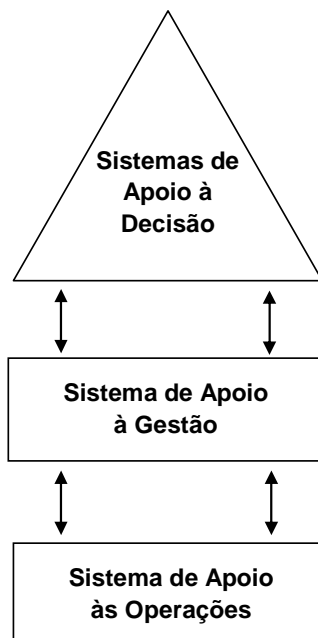 Sistemas de
Apoio à
Decisão
Sistema de Apoio
à Gestão
Sistema de Apoio
às Operações